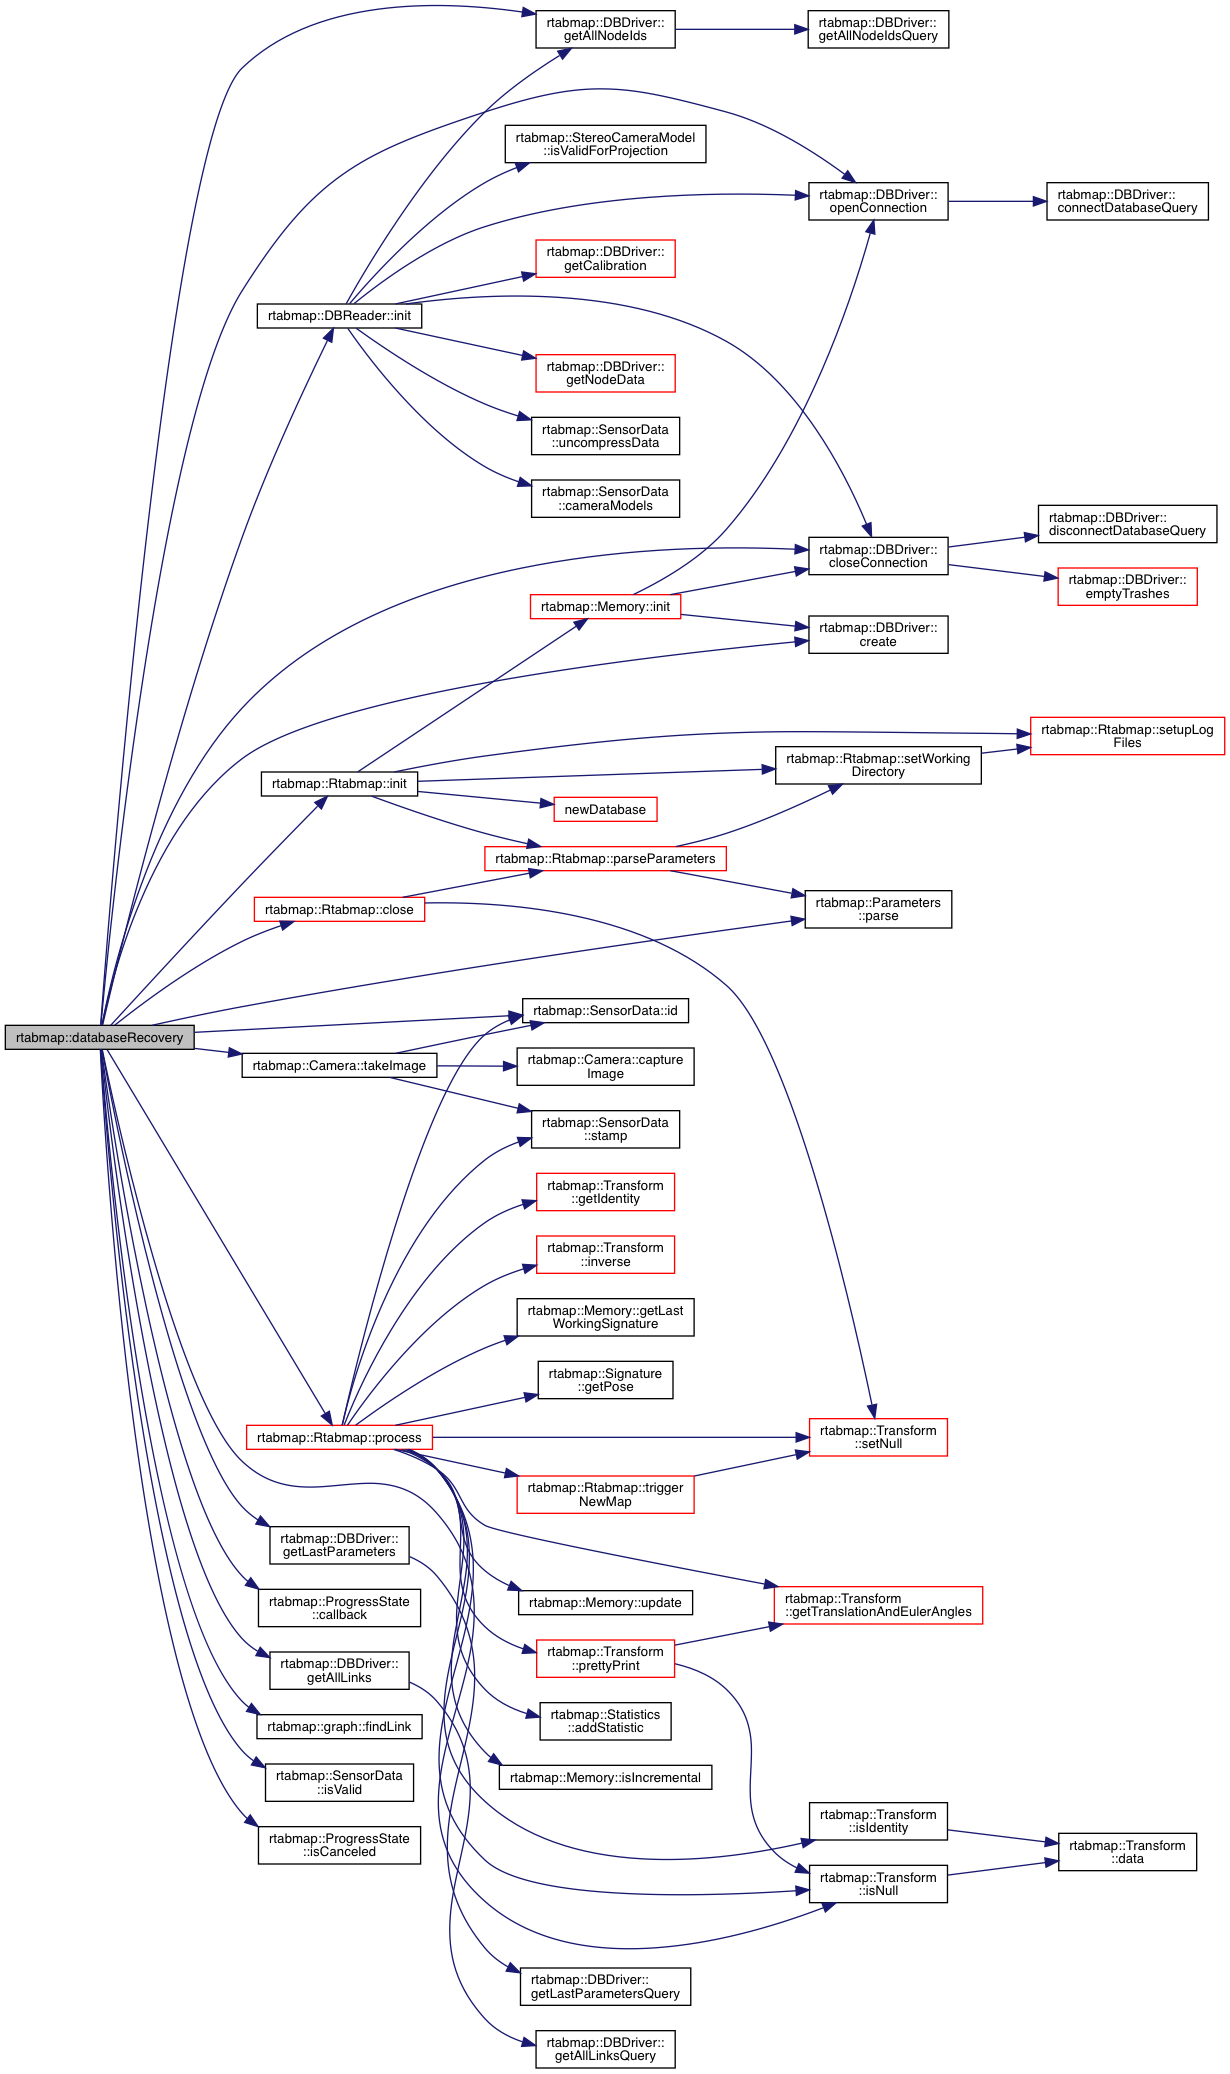 rtabmap::DBDriver::
getAllNodeIds
rtabmap::DBDriver::
getAllNodeIdsQuery
rtabmap::StereoCameraModel
::isValidForProjection
rtabmap::DBDriver::
openConnection
rtabmap::DBDriver::
connectDatabaseQuery
rtabmap::DBDriver::
getCalibration
rtabmap::DBReader::init
rtabmap::DBDriver::
getNodeData
rtabmap::SensorData
::uncompressData
rtabmap::SensorData
::cameraModels
rtabmap::DBDriver::
disconnectDatabaseQuery
rtabmap::DBDriver::
closeConnection
rtabmap::DBDriver::
emptyTrashes
rtabmap::Memory::init
rtabmap::DBDriver::
create
rtabmap::Rtabmap::setupLog
Files
rtabmap::Rtabmap::setWorking
Directory
rtabmap::Rtabmap::init
newDatabase
rtabmap::Rtabmap::parseParameters
rtabmap::Parameters
::parse
rtabmap::Rtabmap::close
rtabmap::SensorData::id
rtabmap::databaseRecovery
rtabmap::Camera::takeImage
rtabmap::Camera::capture
Image
rtabmap::SensorData
::stamp
rtabmap::Transform
::getIdentity
rtabmap::Transform
::inverse
rtabmap::Memory::getLast
WorkingSignature
rtabmap::Signature
::getPose
rtabmap::Rtabmap::process
rtabmap::Transform
::setNull
rtabmap::Rtabmap::trigger
NewMap
rtabmap::DBDriver::
getLastParameters
rtabmap::ProgressState
::callback
rtabmap::Memory::update
rtabmap::Transform
::getTranslationAndEulerAngles
rtabmap::DBDriver::
getAllLinks
rtabmap::Transform
::prettyPrint
rtabmap::graph::findLink
rtabmap::Statistics
::addStatistic
rtabmap::SensorData
::isValid
rtabmap::Memory::isIncremental
rtabmap::ProgressState
::isCanceled
rtabmap::Transform
::isIdentity
rtabmap::Transform
::data
rtabmap::Transform
::isNull
rtabmap::DBDriver::
getLastParametersQuery
rtabmap::DBDriver::
getAllLinksQuery